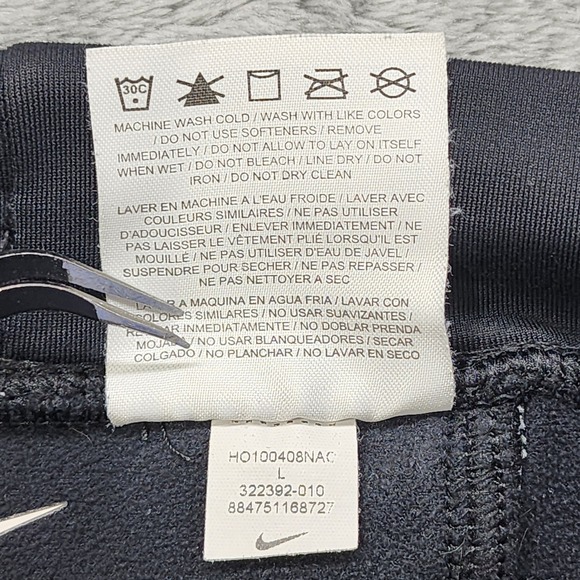 30C
MACHINE WASH COLD / WASH WITH LIKE COLORS
/ DO NOT USE SOFTENERS / REMOVE
IMMEDIATELY / DO NOT ALLOW TO LAY ON ITSELF
WHEN WET / DO NOT BLEACH / LINE DRY / DO NOT
IRON / DO NOT DRY CLEAN
LAVER EN MACHINE A L'EAU FROIDE / LAVER AVEC
COULEURS SIMILAIRES / NE PAS UTILISER
D'ADOUCISSEUR / ENLEVER IMMEDIATEMENT / NE
PAS LAISSER LE VÊTEMENT PLIÉ LORSQU'IL EST
MOUILLÉ / NE PAS UTILISER D'EAU DE JAVEL /
SUSPENDRE POUR SECHER / NE PAS REPASSER /
NE PAS NETTOYER A SEC
A MAQUINA EN AGUA FRIA / LAVAR CON
SIMILARES / NO USAR SUAVIZANTES /
INMEDIATAMENTE / NO DOBLAR PRENDA
NO USAR BLANQUEADORES / SECAR
COLGADO / NO PLANCHAR / NO LAVAR EN SECO
HO100408NAC
L
322392-010
884751168727